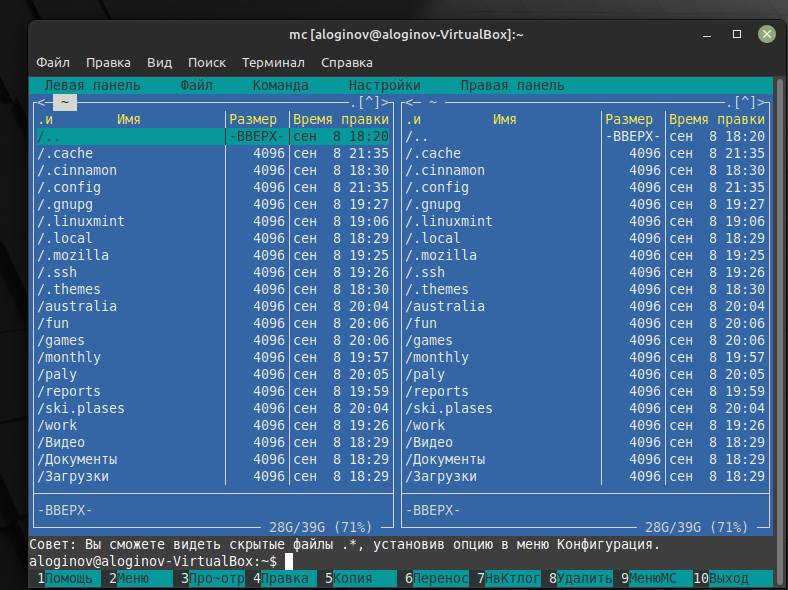 mc [aloginov@aloginov-VirtualBox]:~
Файл Правка Вид Поиск Терминал Справка
Левая панель Файл Команда Настройки Правая панель
<─ ~ .[^]> <─ ~ .[^]>
.и Имя Размер Время правки .и Имя Размер Время правки
/.. -ВВЕРХ- сен 8 18:20 /.. -ВВЕРХ- сен 8 18:20
/.cache 4096 сен 8 21:35 /.cache 4096 сен 8 21:35
/.cinnamon 4096 сен 8 18:30 /.cinnamon 4096 сен 8 18:30
/.config 4096 сен 8 21:35 /.config 4096 сен 8 21:35
/.gnupg 4096 сен 8 19:27 /.gnupg 4096 сен 8 19:27
/.linuxmint 4096 сен 8 19:06 /.linuxmint 4096 сен 8 19:06
/.local 4096 сен 8 18:29 /.local 4096 сен 8 18:29
/.mozilla 4096 сен 8 19:25 /.mozilla 4096 сен 8 19:25
/.ssh 4096 сен 8 19:26 /.ssh 4096 сен 8 19:26
/.themes 4096 сен 8 18:30 /.themes 4096 сен 8 18:30
/australia 4096 сен 8 20:04 /australia 4096 сен 8 20:04
/fun 4096 сен 8 20:06 /fun 4096 сен 8 20:06
/games 4096 сен 8 20:06 /games 4096 сен 8 20:06
/monthly 4096 сен 8 19:57 /monthly 4096 сен 8 19:57
/paly 4096 сен 8 20:05 /paly 4096 сен 8 20:05
/reports 4096 сен 8 19:59 /reports 4096 сен 8 19:59
/ski.plases 4096 сен 8 20:04 /ski.plases 4096 сен 8 20:04
/work 4096 сен 8 19:26 /work 4096 сен 8 19:26
/Видео 4096 сен 8 18:29 /Видео 4096 сен 8 18:29
/Документы 4096 сен 8 18:29 /Документы 4096 сен 8 18:29
/Загрузки 4096 сен 8 18:29 /Загрузки 4096 сен 8 18:29
-ВВЕРХ- -ВВЕРХ-
28G/39G (71%) 28G/39G (71%)
Совет: Вы сможете видеть скрытые файлы .*, установив опцию в меню Конфигурация.
aloginov@aloginov-VirtualBox:~$
1Помощь 2Меню 3Про~отр 4Правка 5Копия 6Перенос 7НвКтлог 8Удалить 9МенюМС 10Выход